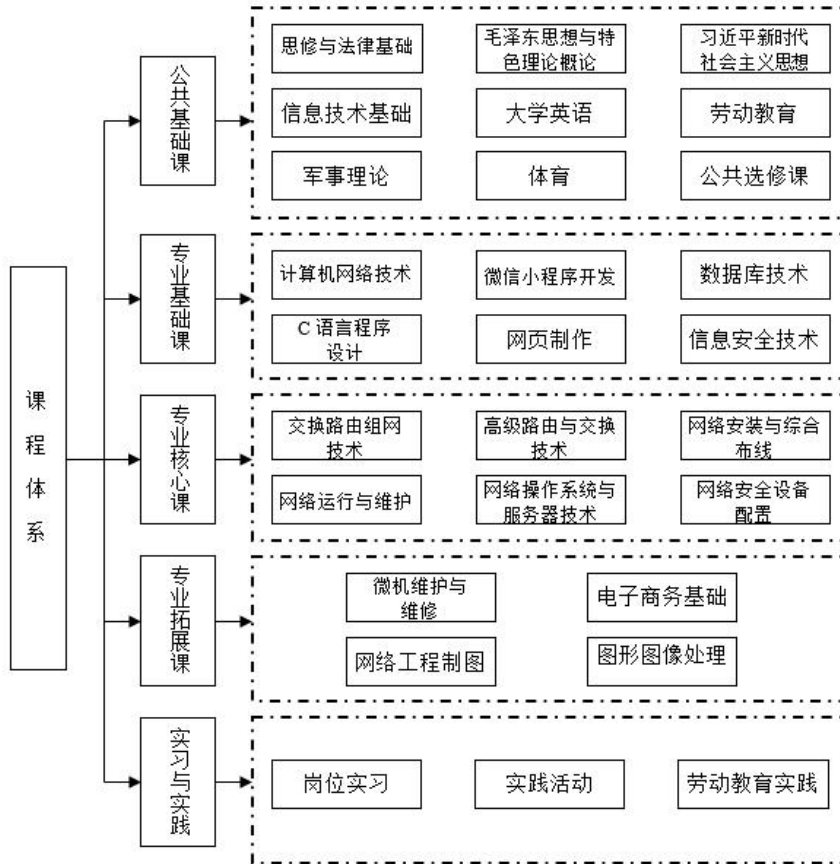 课程体系
公共基础课
思修与法律基础
毛泽东思想与特
色理论概论
习近平新时代
社会主义思想
信息技术基础
大学英语
劳动教育
军事理论
体育
公共选修课
专业基础课
计算机网络技术
微信小程序开发
数据库技术
C 语言程序
设计
网页制作
信息安全技术
专业核心课
交换路由组网
技术
高级路由与交换
技术
网络安装与综合
布线
网络运行与维护
网络操作系统与
服务器技术
网络安全设备
配置
专业拓展课
微机维护与
维修
电子商务基础
网络工程制图
图形图像处理
实习与实践
岗位实习
实践活动
劳动教育实践